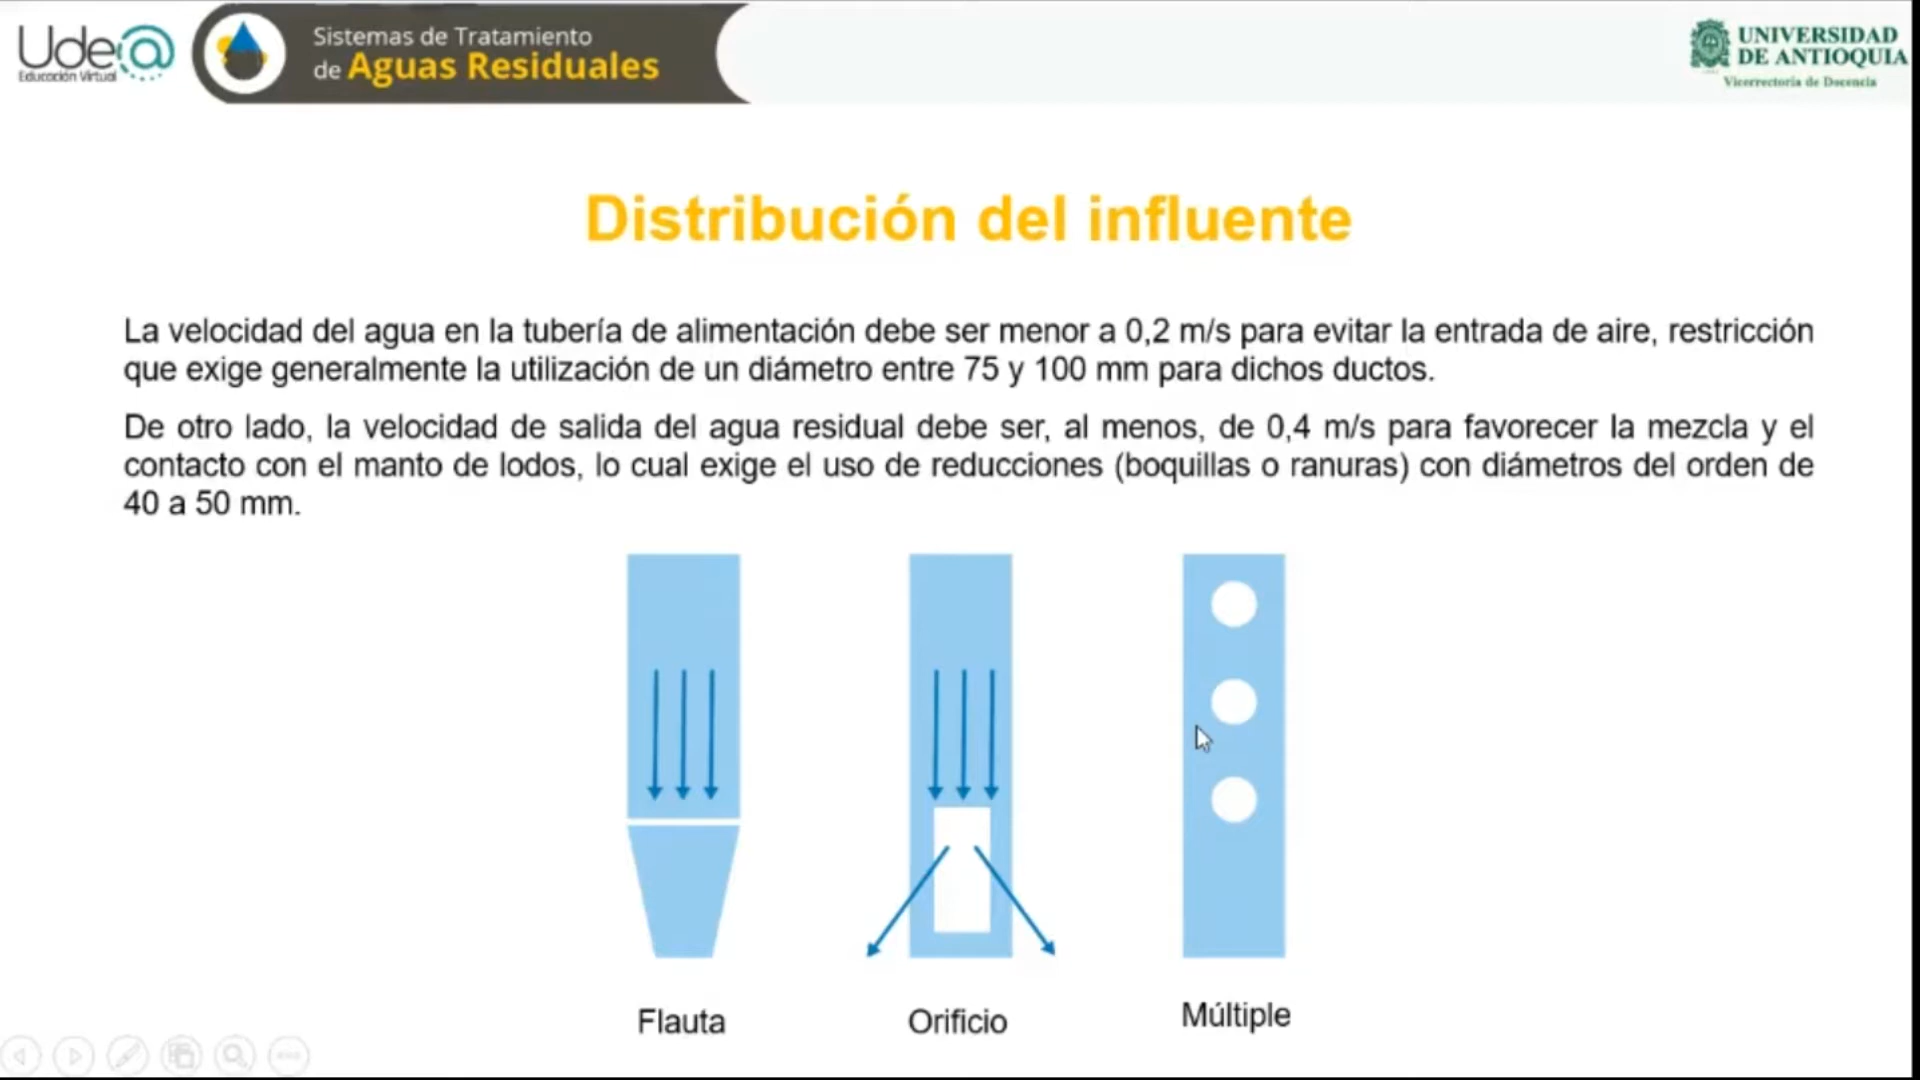 Ude@
Educación Virtual
Sistemas de Tratamiento
de Aguas Residuales
UNIVERSIDAD
DE ANTIOQUIA
Vicerrectoría de Docencia
Distribución del influente
La velocidad del agua en la tubería de alimentación debe ser menor a 0,2 m/s para evitar la entrada de aire, restricción
que exige generalmente la utilización de un diámetro entre 75 y 100 mm para dichos ductos.
De otro lado, la velocidad de salida del agua residual debe ser, al menos, de 0,4 m/s para favorecer la mezcla y el
contacto con el manto de lodos, lo cual exige el uso de reducciones (boquillas o ranuras) con diámetros del orden de
40 a 50 mm.
Flauta
Orificio
Múltiple